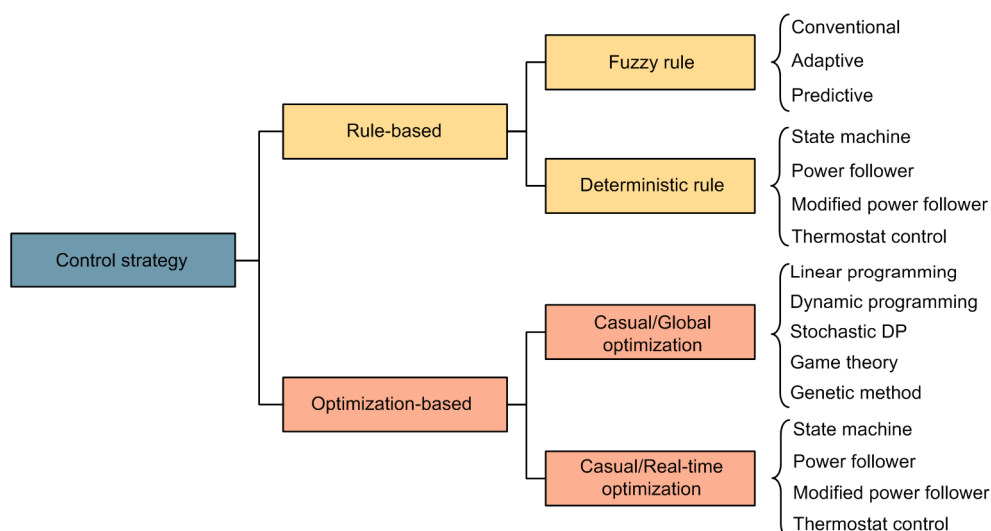 Control strategy
Rule-based
Fuzzy rule
Conventional
Adaptive
Predictive
Deterministic rule
State machine
Power follower
Modified power follower
Thermostat control
Optimization-based
Casual/Global
optimization
Linear programming
Dynamic programming
Stochastic DP
Game theory
Genetic method
Casual/Real-time
optimization
State machine
Power follower
Modified power follower
Thermostat control